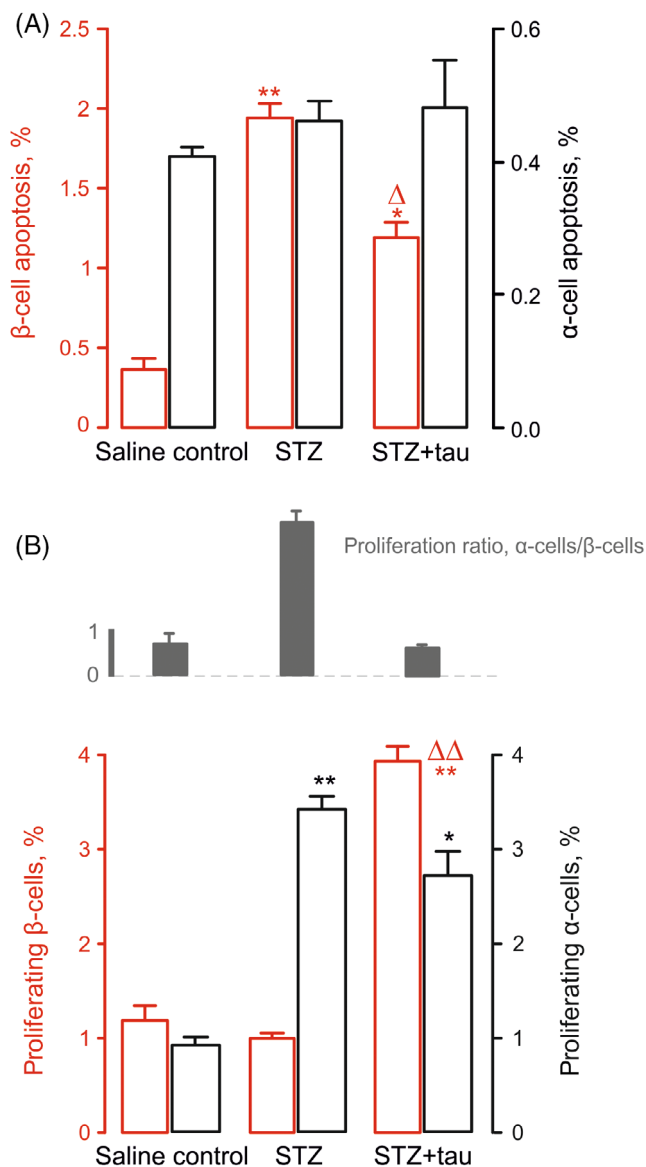 (A)
β-cell apoptosis, %
2.5
2
1.5
1
0.5
0
**
Δ
*
0.6
0.4
0.2
0.0
α-cell apoptosis, %
Saline control STZ STZ+tau
(B)
Proliferation ratio, α-cells/β-cells
1
0
Proliferating β-cells, %
4
3
2
1
0
**
ΔΔ
**
*
4
3
2
1
0
Proliferating α-cells, %
Saline control STZ STZ+tau